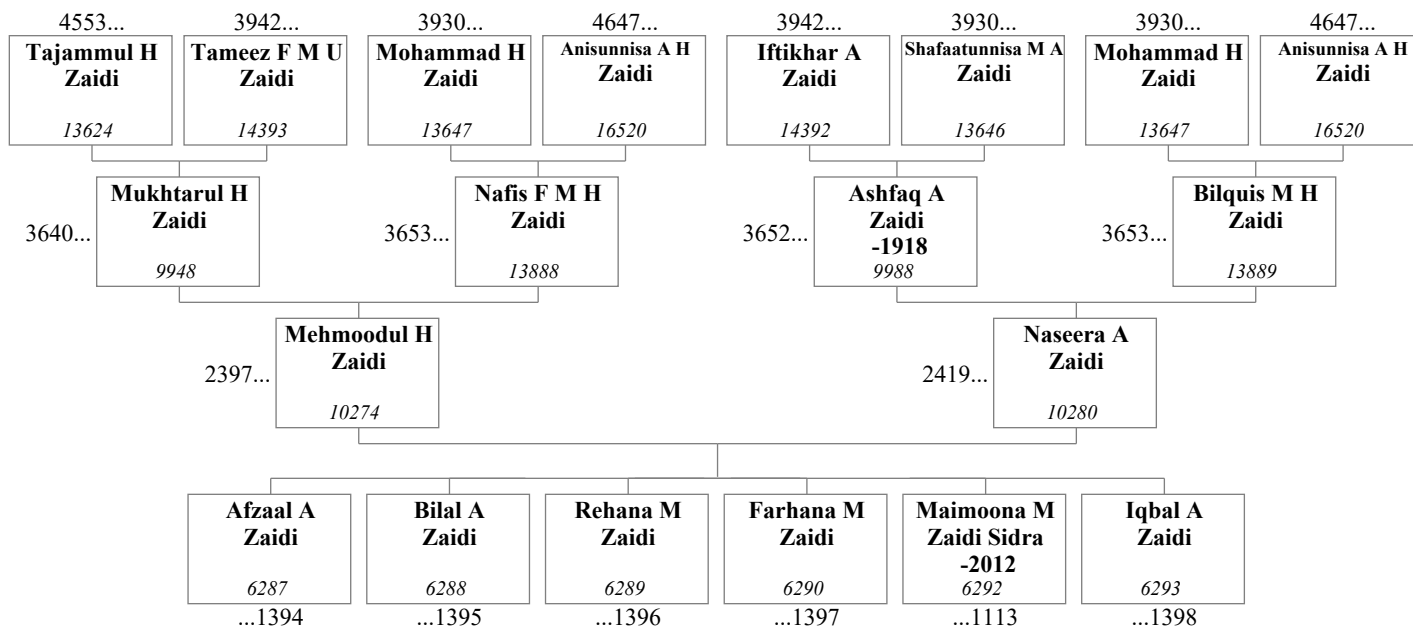 4553... 3942... 3930... 4647... 3942... 3930... 3930... 4647...
Tajammul H Zaidi 13624
Tameez F M U Zaidi 14393
Mohammad H Zaidi 13647
Anisunnisa A H Zaidi 16520
Iftikhar A Zaidi 14392
Shafaatunnisa M A Zaidi 13646
Mohammad H Zaidi 13647
Anisunnisa A H Zaidi 16520
3640...
Mukhtarul H
Zaidi
9948
3653...
Nafis F M H
Zaidi
13888
3652...
Ashfaq A
Zaidi
-1918
9988
3653...
Bilquis M H
Zaidi
13889
2397...
Mehmoodul H
Zaidi
10274
2419...
Naseera A
Zaidi
10280
Afzaal A
Zaidi
6287
...1394
Bilal A
Zaidi
6288
...1395
Rehana M
Zaidi
6289
...1396
Farhana M
Zaidi
6290
...1397
Maimoona M
Zaidi Sidra
-2012
6292
...1113
Iqbal A
Zaidi
6293
...1398